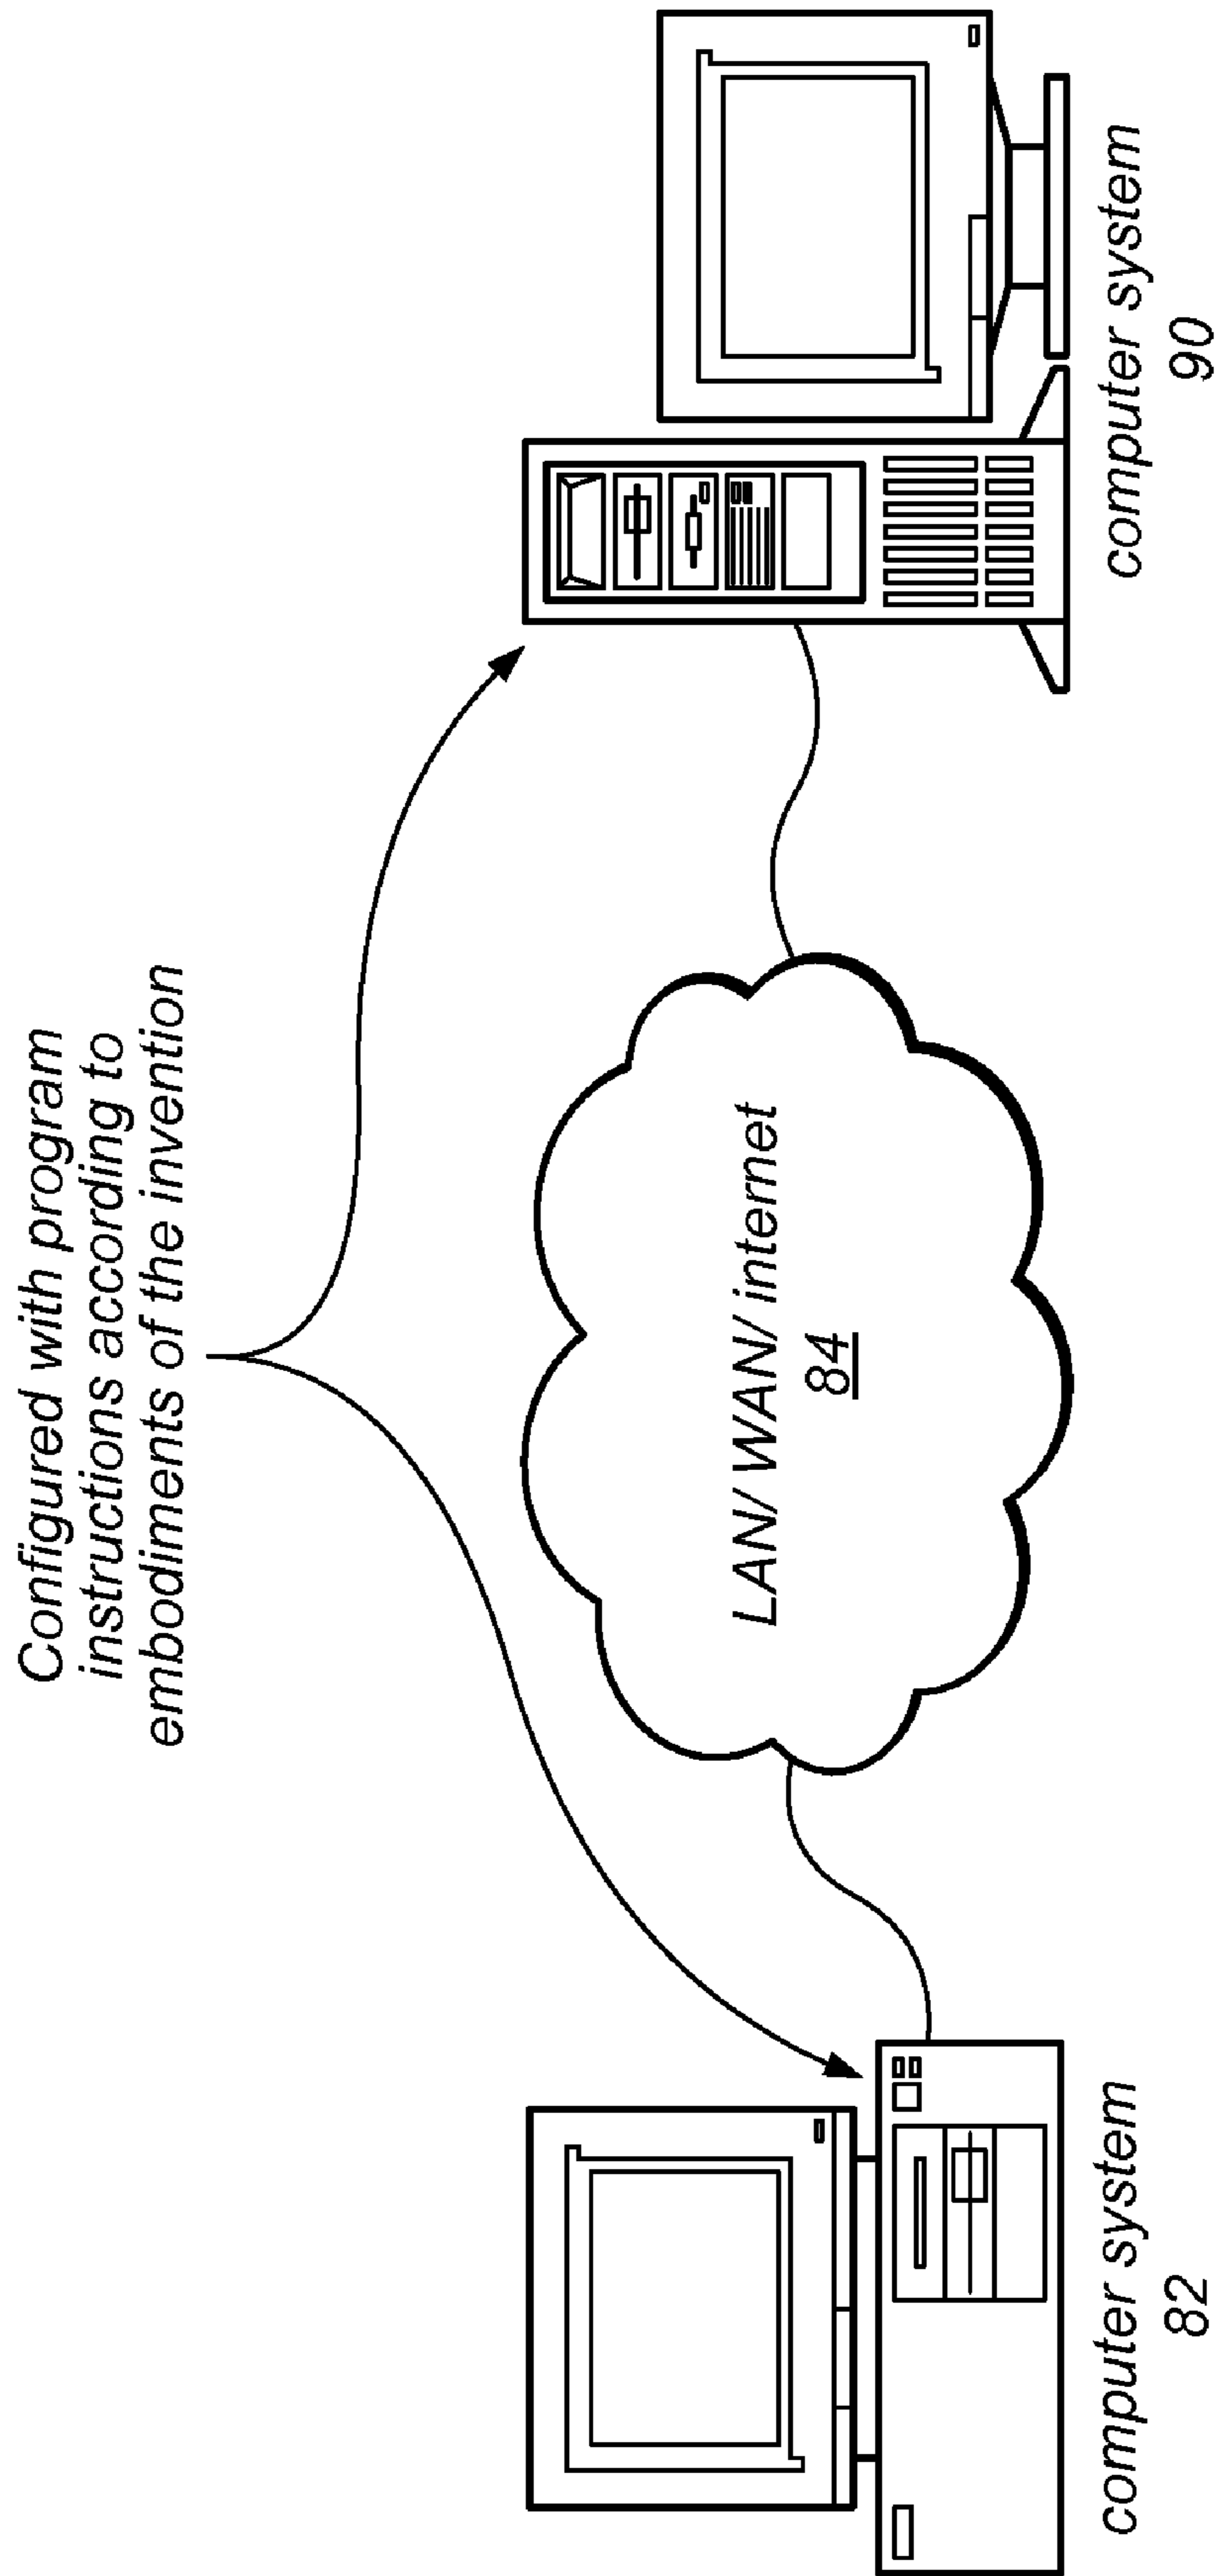 Configured with program
instructions according to
embodiments of the invention
LAN/ WAN/ internet
84
computer system
82
computer system
90